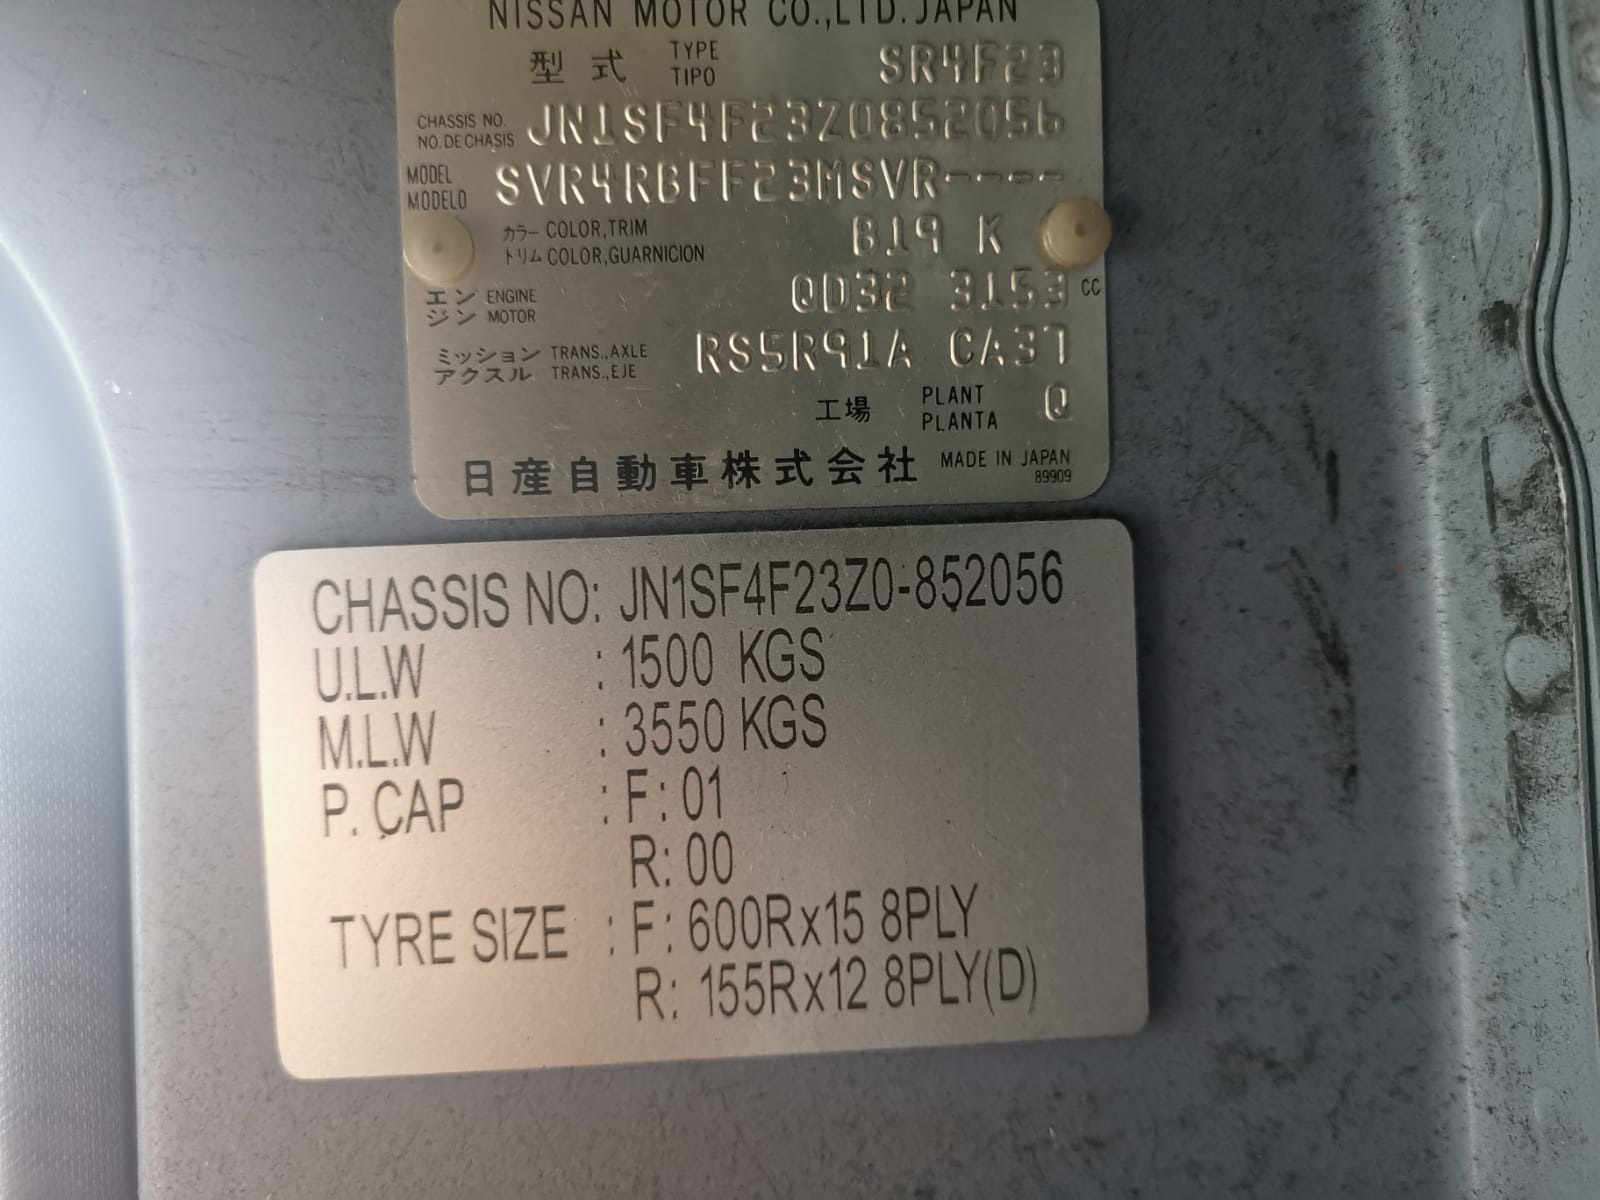 NISSAN MOTOR CO.,LTD. JAPAN
型式 TYPE TIPO SR4F23
CHASSIS NO. NO. DE CHASIS JN1SF4F23Z0852056
MODEL MODELO SVR4RBFF23MSVR----
カラー COLOR,TRIM
トリム COLOR,GUARNICION B19 K
エンジン ENGINE MOTOR QD32 3153 CC
ミッション TRANS.,AXLE
アクスル TRANS.,EJE RS5R91A CA37
工場 PLANT PLANTA Q
日産自動車株式会社 MADE IN JAPAN
89909
CHASSIS NO: JN1SF4F23Z0-852056
U.L.W : 1500 KGS
M.L.W : 3550 KGS
P. CAP : F: 01
R: 00
TYRE SIZE : F: 600Rx15 8PLY
R: 155Rx12 8PLY(D)